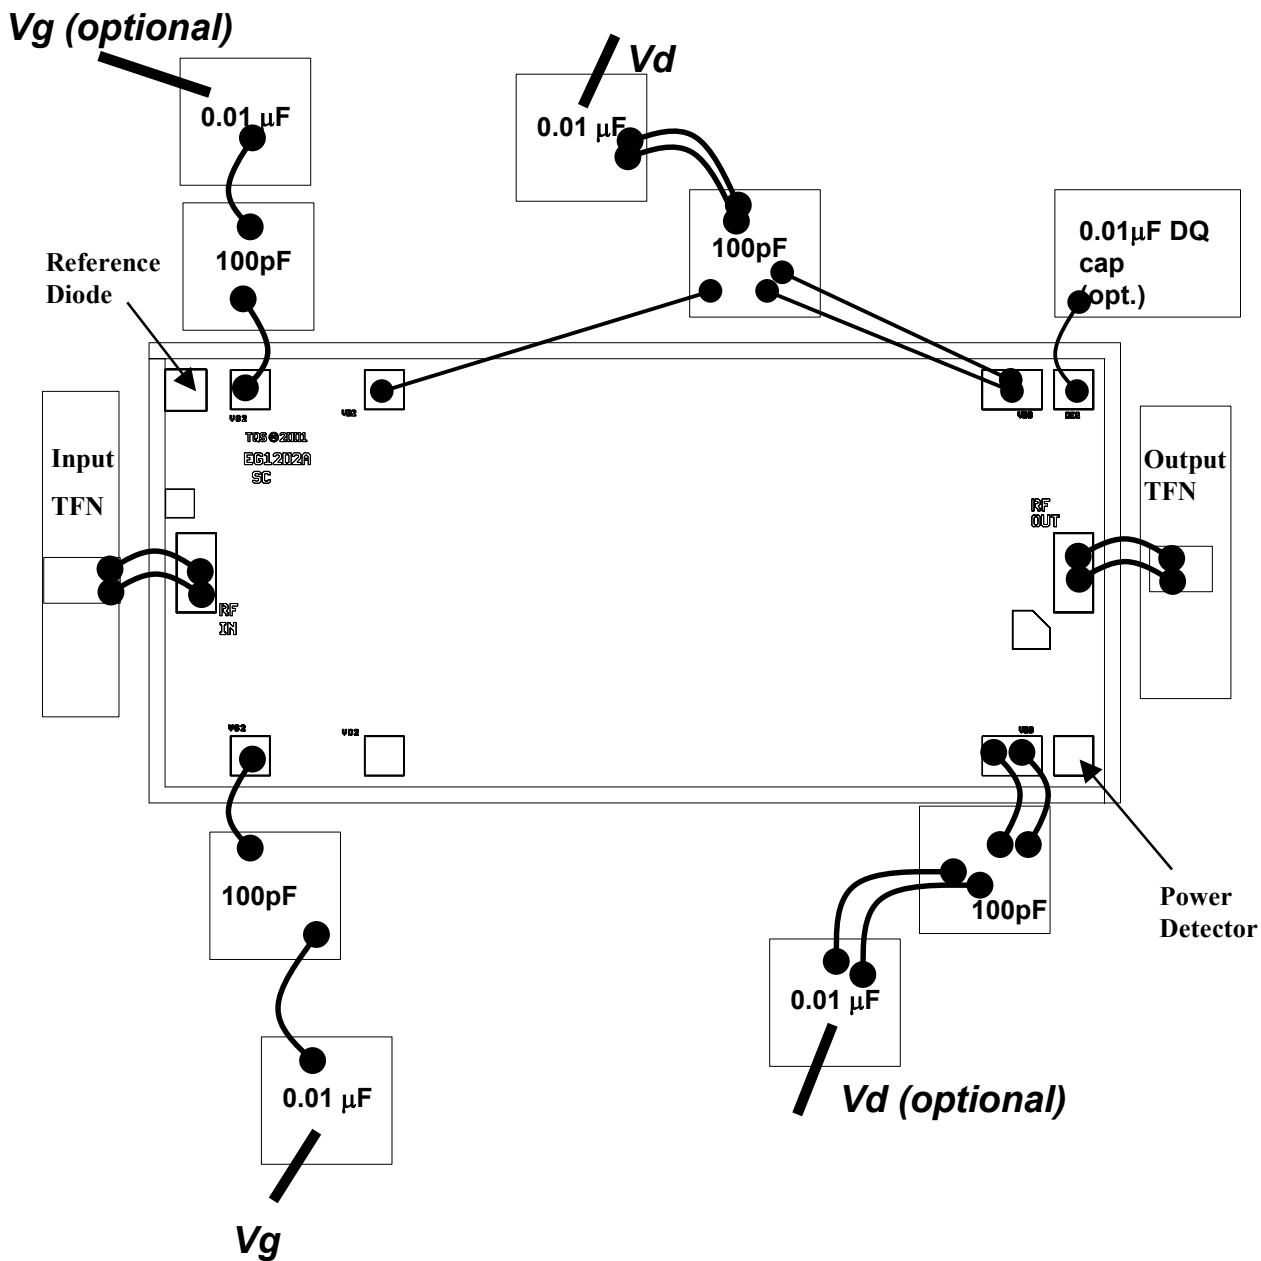 Vg (optional)
Vd
0.01 μF
0.01 μF
100pF
100pF
0.01μF DQ
cap
(opt.)
Reference
Diode
TQS©2001
EG1202A
SC
Input
TFN
Output
TFN
RF
OUT
RF
IN
VG2
VD2
100pF
100pF
Power
Detector
0.01 μF
0.01 μF
Vd (optional)
Vg